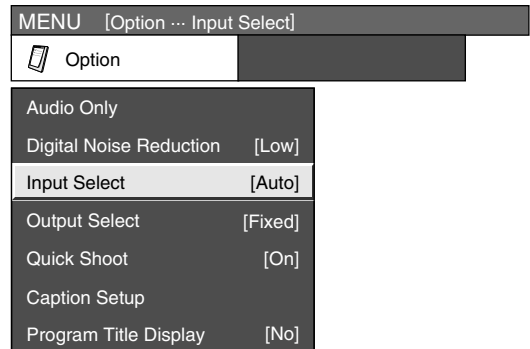 MENU [Option ··· Input Select]
Option
Audio Only
Digital Noise Reduction [Low]
Input Select [Auto]
Output Select [Fixed]
Quick Shoot [On]
Caption Setup
Program Title Display [No]